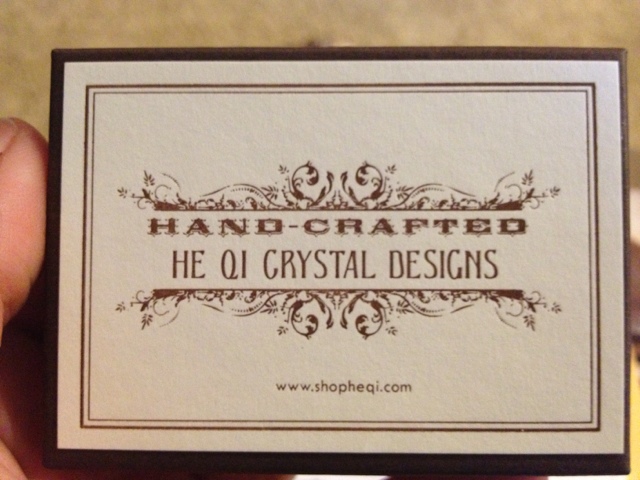 HAND-CRAFTED
HE QI CRYSTAL DESIGNS
www.shopheqi.com